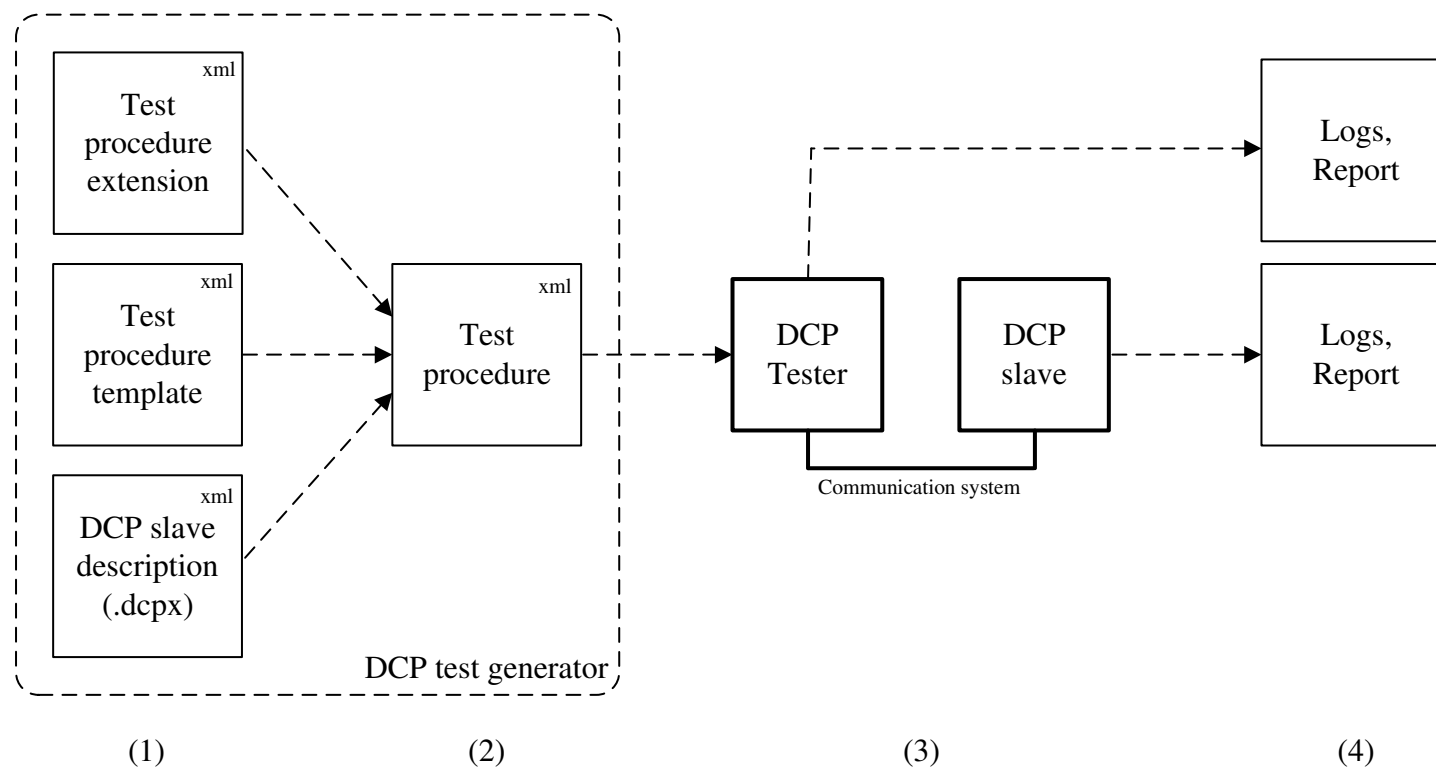 xml
Test
procedure
extension
xml
Test
procedure
template
xml
DCP slave
description
(.dcpx)
xml
Test
procedure
DCP test generator
DCP
Tester
DCP
slave
Communication system
Logs,
Report
Logs,
Report
(1)
(2)
(3)
(4)